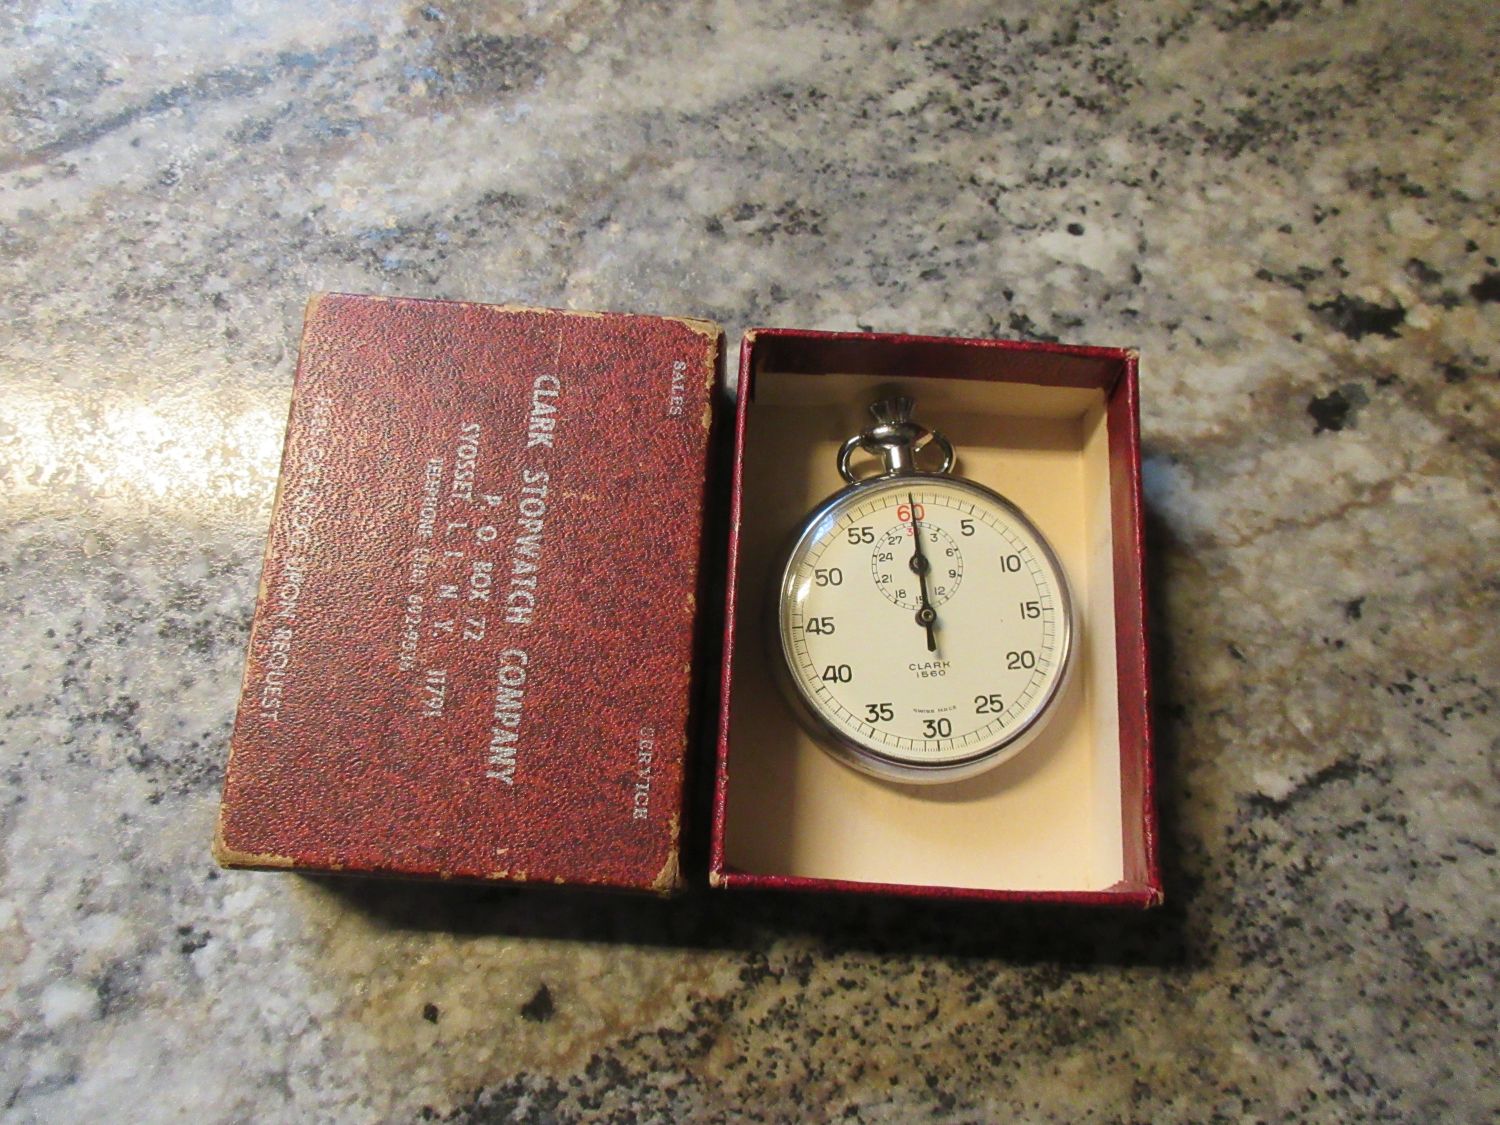 SALES SERVICE
CLARK STOPWATCH COMPANY
P. O. BOX 72
SYOSSET L. I. N. Y. 11791
TELEPHONE
UPON REQUEST
60
5
10
15
20
25
30
35
40
45
50
55
3
6
9
12
15
18
21
24
27
CLARK
1560
SWISS MADE